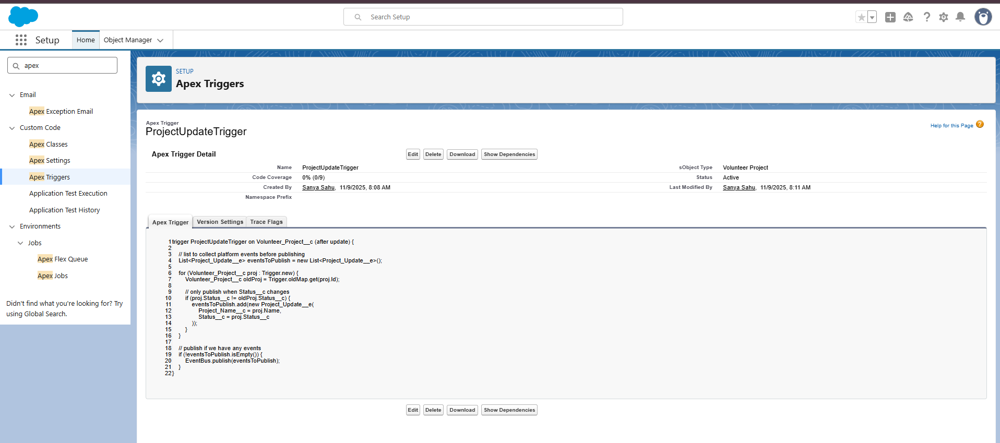 Search Setup
Setup
Home
Object Manager
apex
Email
Apex Exception Email
Custom Code
Apex Classes
Apex Settings
Apex Triggers
Application Test Execution
Application Test History
Environments
Jobs
Apex Flex Queue
Apex Jobs
Didn't find what you're looking for? Try
using Global Search.
SETUP
Apex Triggers
Apex Trigger
ProjectUpdateTrigger
Help for this Page ?
Apex Trigger Detail
Edit Delete Download Show Dependencies
Name ProjectUpdateTrigger sObject Type Volunteer Project
Code Coverage 0% (0/9) Status Active
Created By Sanya Sahu, 11/9/2025, 8:08 AM Last Modified By Sanya Sahu, 11/9/2025, 8:11 AM
Namespace Prefix
Apex Trigger Version Settings Trace Flags
1 trigger ProjectUpdateTrigger on Volunteer_Project__c (after update) {
2
3 // list to collect platform events before publishing
4 List<Project_Update__e> eventsToPublish = new List<Project_Update__e>();
5
6 for (Volunteer_Project__c proj : Trigger.new) {
7 Volunteer_Project__c oldProj = Trigger.oldMap.get(proj.Id);
8
9 // only publish when Status__c changes
10 if (proj.Status__c != oldProj.Status__c) {
11 eventsToPublish.add(new Project_Update__e(
12 Project_Name__c = proj.Name,
13 Status__c = proj.Status__c
14 ));
15 }
16 }
17
18 // publish if we have any events
19 if (!eventsToPublish.isEmpty()) {
20 EventBus.publish(eventsToPublish);
21 }
22 }
Edit Delete Download Show Dependencies